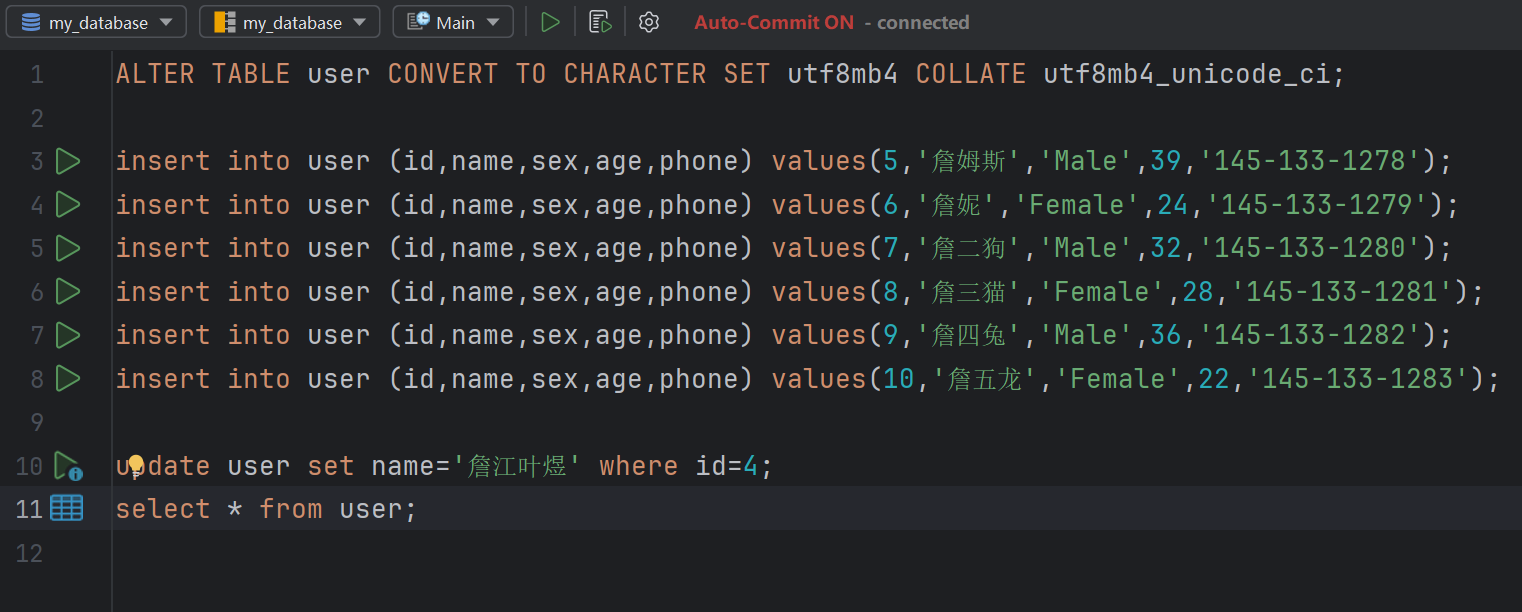 my_database my_database Main Auto-Commit ON - connected
1 ALTER TABLE user CONVERT TO CHARACTER SET utf8mb4 COLLATE utf8mb4_unicode_ci;
2
3 insert into user (id,name,sex,age,phone) values(5,'詹姆斯','Male',39,'145-133-1278');
4 insert into user (id,name,sex,age,phone) values(6,'詹妮','Female',24,'145-133-1279');
5 insert into user (id,name,sex,age,phone) values(7,'詹二狗','Male',32,'145-133-1280');
6 insert into user (id,name,sex,age,phone) values(8,'詹三猫','Female',28,'145-133-1281');
7 insert into user (id,name,sex,age,phone) values(9,'詹四兔','Male',36,'145-133-1282');
8 insert into user (id,name,sex,age,phone) values(10,'詹五龙','Female',22,'145-133-1283');
9
10 update user set name='詹江叶煜' where id=4;
11 select * from user;
12